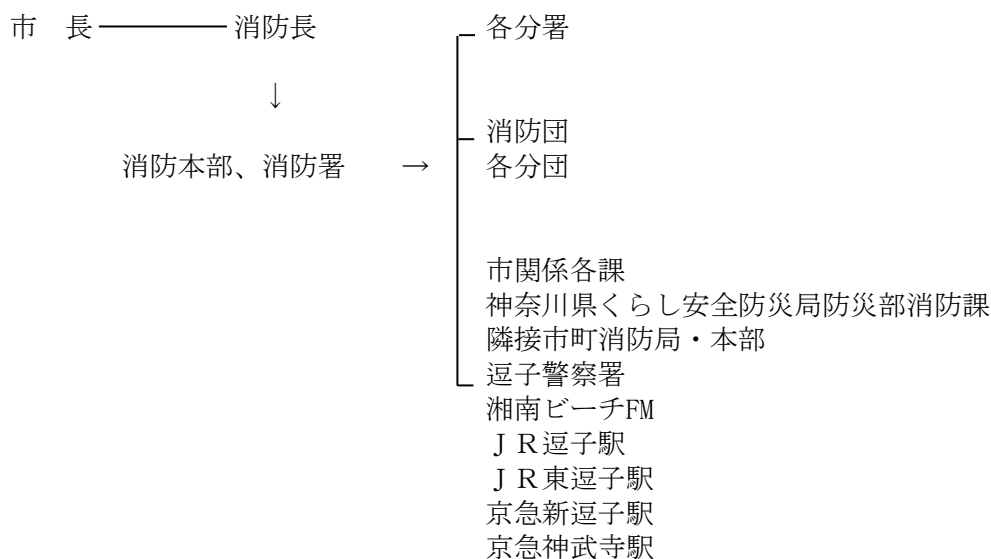 市　長 消防長 各分署
↓
消防団
消防本部、消防署　→　各分団
市関係各課
神奈川県くらし安全防災局防災部消防課
隣接市町消防局・本部
逗子警察署
湘南ビーチFM
ＪＲ逗子駅
ＪＲ東逗子駅
京急新逗子駅
京急神武寺駅